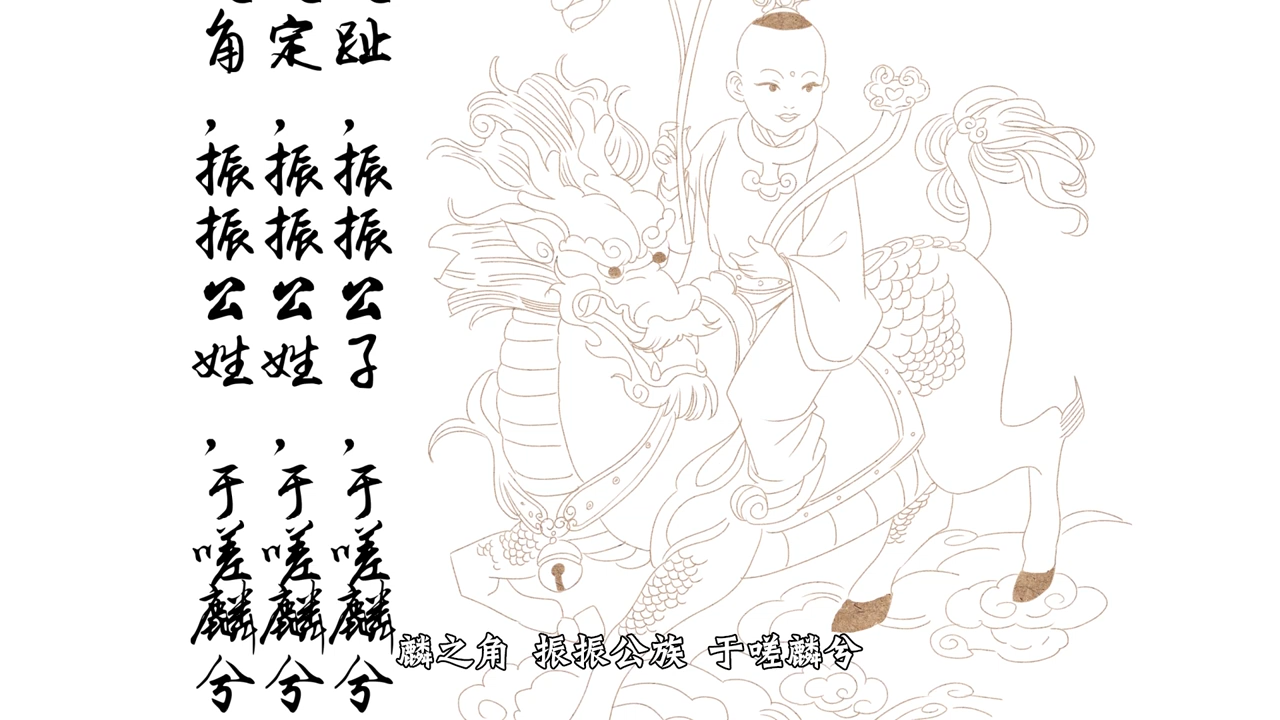 趾，振振公子，于嗟麟兮
定，振振公姓，于嗟麟兮
角，振振公姓，于嗟麟兮
麟之角 振振公族 于嗟麟兮